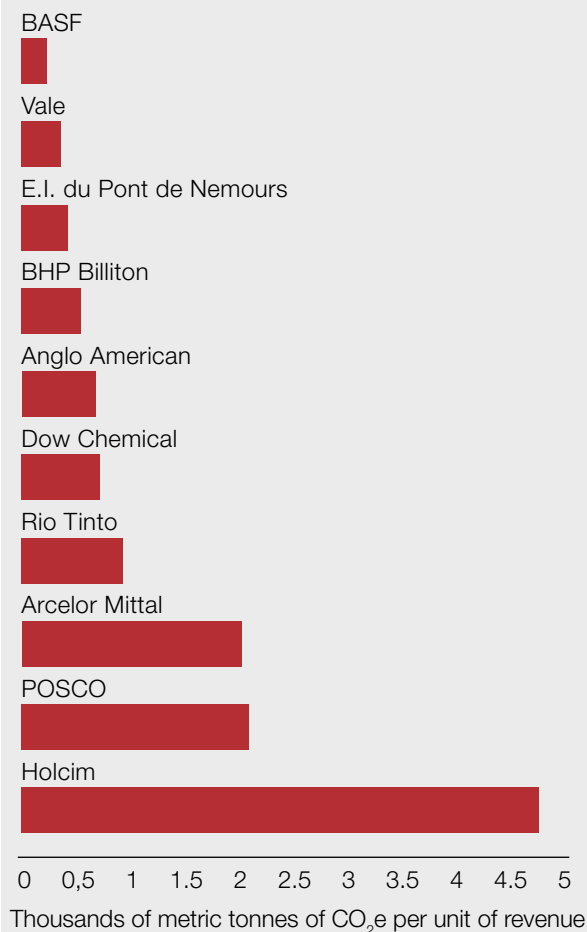 BASF
Vale
E.I. du Pont de Nemours
BHP Billiton
Anglo American
Dow Chemical
Rio Tinto
Arcelor Mittal
POSCO
Holcim
0 0,5 1 1.5 2 2.5 3 3.5 4 4.5 5
Thousands of metric tonnes of CO₂e per unit of revenue